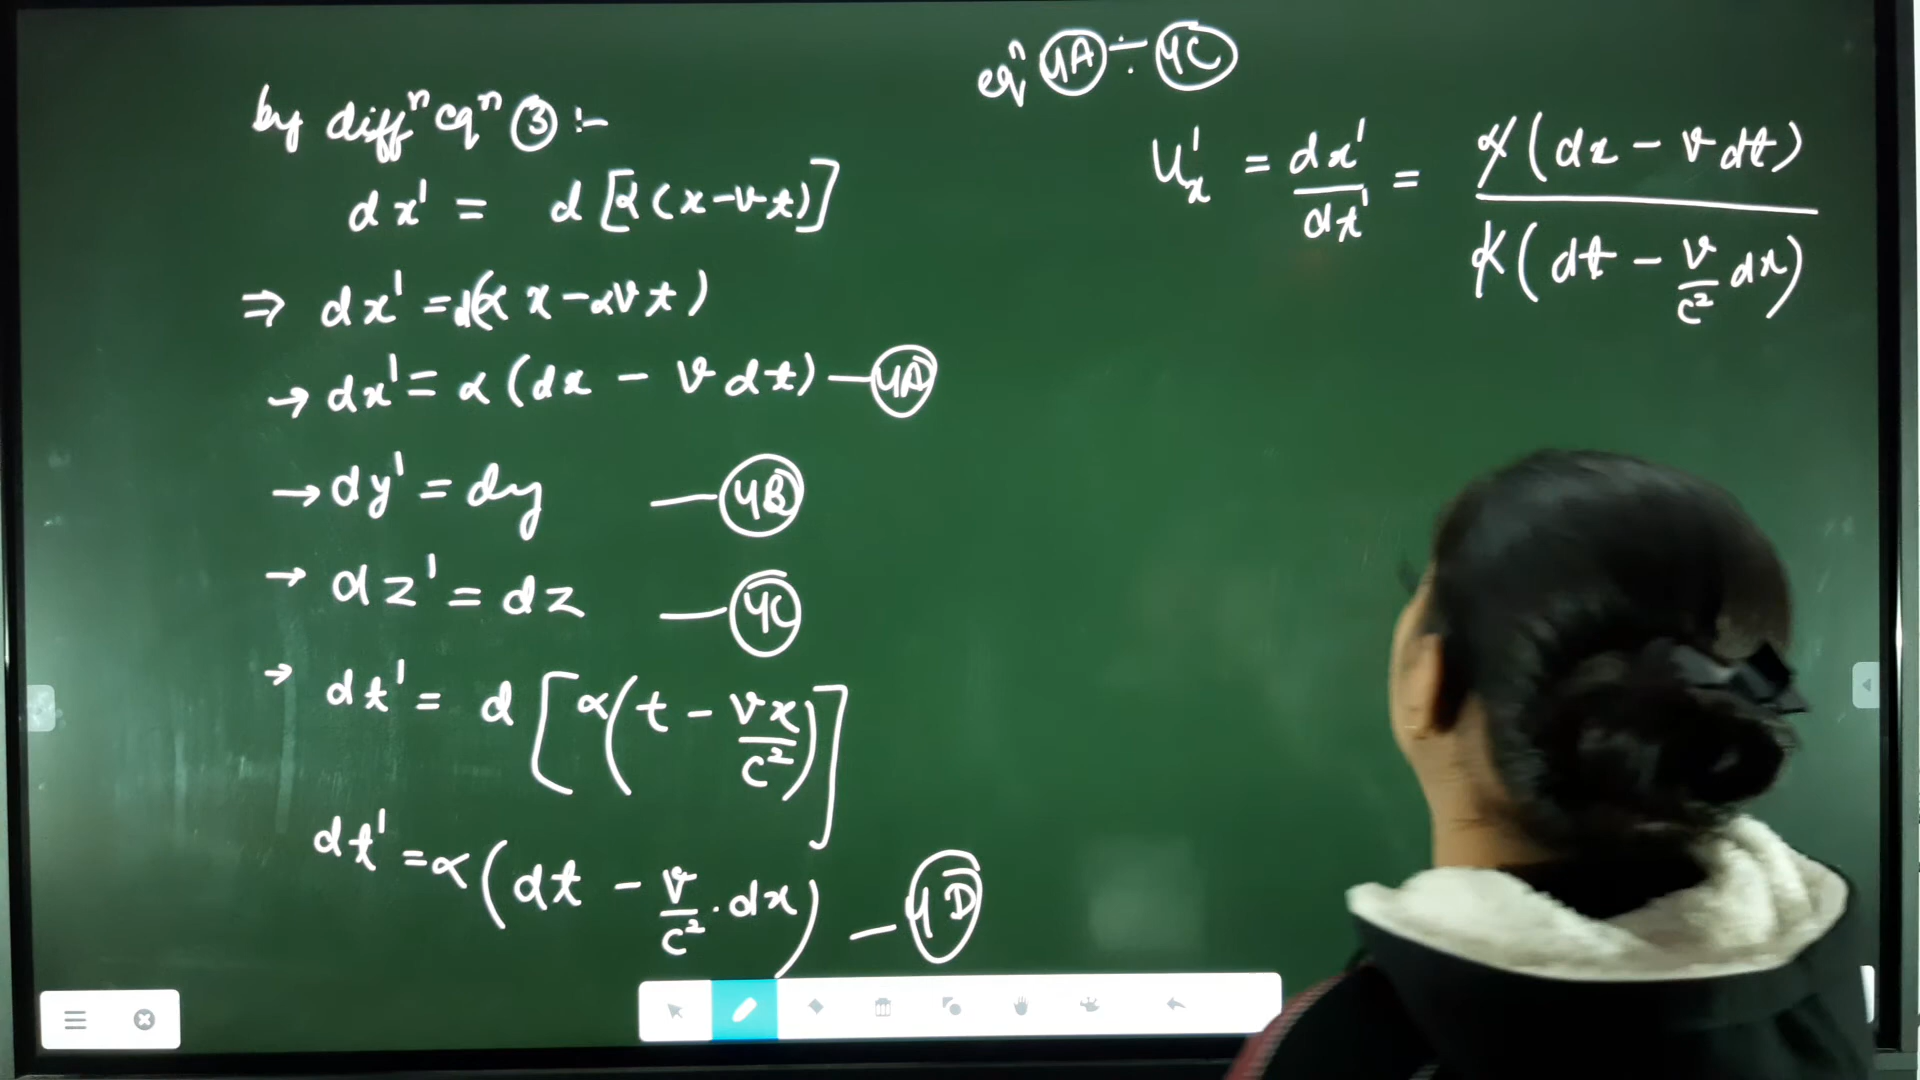 by diffⁿ eqⁿ ③ :-
dx' = d [α(x-vt)]
⇒ dx' = d(αx-αvt)
→ dx' = α(dx - vdt) — 4A
→ dy' = dy — 4B
→ dz' = dz — 4C
→ dt' = d [α(t - vx/c²)]
dt' = α(dt - v/c² . dx) — 4D
eqⁿ 4A ÷ 4C
U'x = dx'/dt' = α(dx - vdt) / α(dt - v/c² dx)